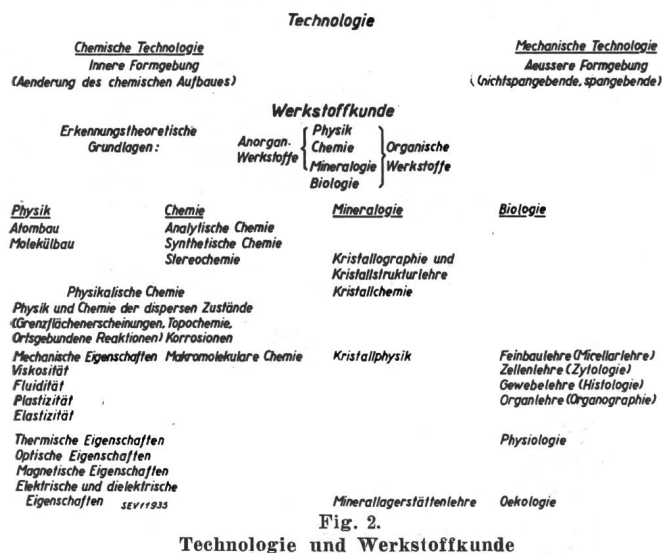 Technologie
Chemische Technologie
Innere Formgebung
(Aenderung des chemischen Aufbaues)
Mechanische Technologie
Aeussere Formgebung
(nichtspangebende, spangebende)
Werkstoffkunde
Erkennungstheoretische
Grundlagen:
Anorgan.
Werkstoffe
Physik
Chemie
Mineralogie
Biologie
Organische
Werkstoffe
Physik
Atombau
Molekülbau
Chemie
Analytische Chemie
Synthetische Chemie
Stereochemie
Mineralogie
Kristallographie und
Kristallstrukturlehre
Kristallchemie
Biologie
Physikalische Chemie
Physik und Chemie der dispersen Zustände
(Grenzflächenerscheinungen, Topochemie,
Ortsgebundene Reaktionen) Korrosionen
Mechanische Eigenschaften Makromolekulare Chemie
Viskosität
Fluidität
Plastizität
Elastizität
Kristallphysik
Feinbaulehre (Micellarlehre)
Zellenlehre (Zytologie)
Gewebelehre (Histologie)
Organlehre (Organographie)
Thermische Eigenschaften
Optische Eigenschaften
Magnetische Eigenschaften
Elektrische und dielektrische
Eigenschaften
SEV11935
Physiologie
Minerallagerstättenlehre
Oekologie
Fig. 2.
Technologie und Werkstoffkunde